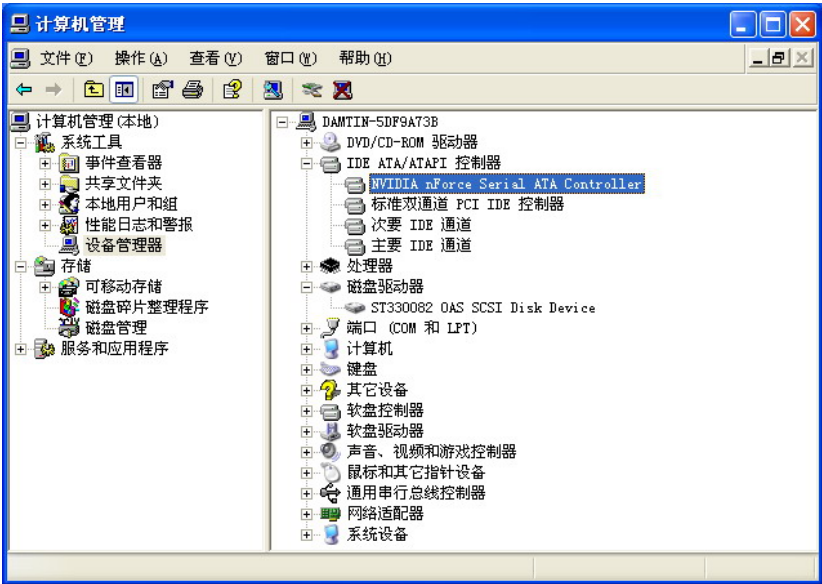 计算机管理
文件(F) 操作(A) 查看(V) 窗口(W) 帮助(H)
计算机管理(本地)
系统工具
事件查看器
共享文件夹
本地用户和组
性能日志和警报
设备管理器
存储
可移动存储
磁盘碎片整理程序
磁盘管理
服务和应用程序
DAMTIN-5DF9A73B
DVD/CD-ROM 驱动器
IDE ATA/ATAPI 控制器
NVIDIA nForce Serial ATA Controller
标准双通道 PCI IDE 控制器
次要 IDE 通道
主要 IDE 通道
处理器
磁盘驱动器
ST330082 0AS SCSI Disk Device
端口 (COM 和 LPT)
计算机
键盘
其它设备
软盘控制器
软盘驱动器
声音、视频和游戏控制器
鼠标和其它指针设备
通用串行总线控制器
网络适配器
系统设备